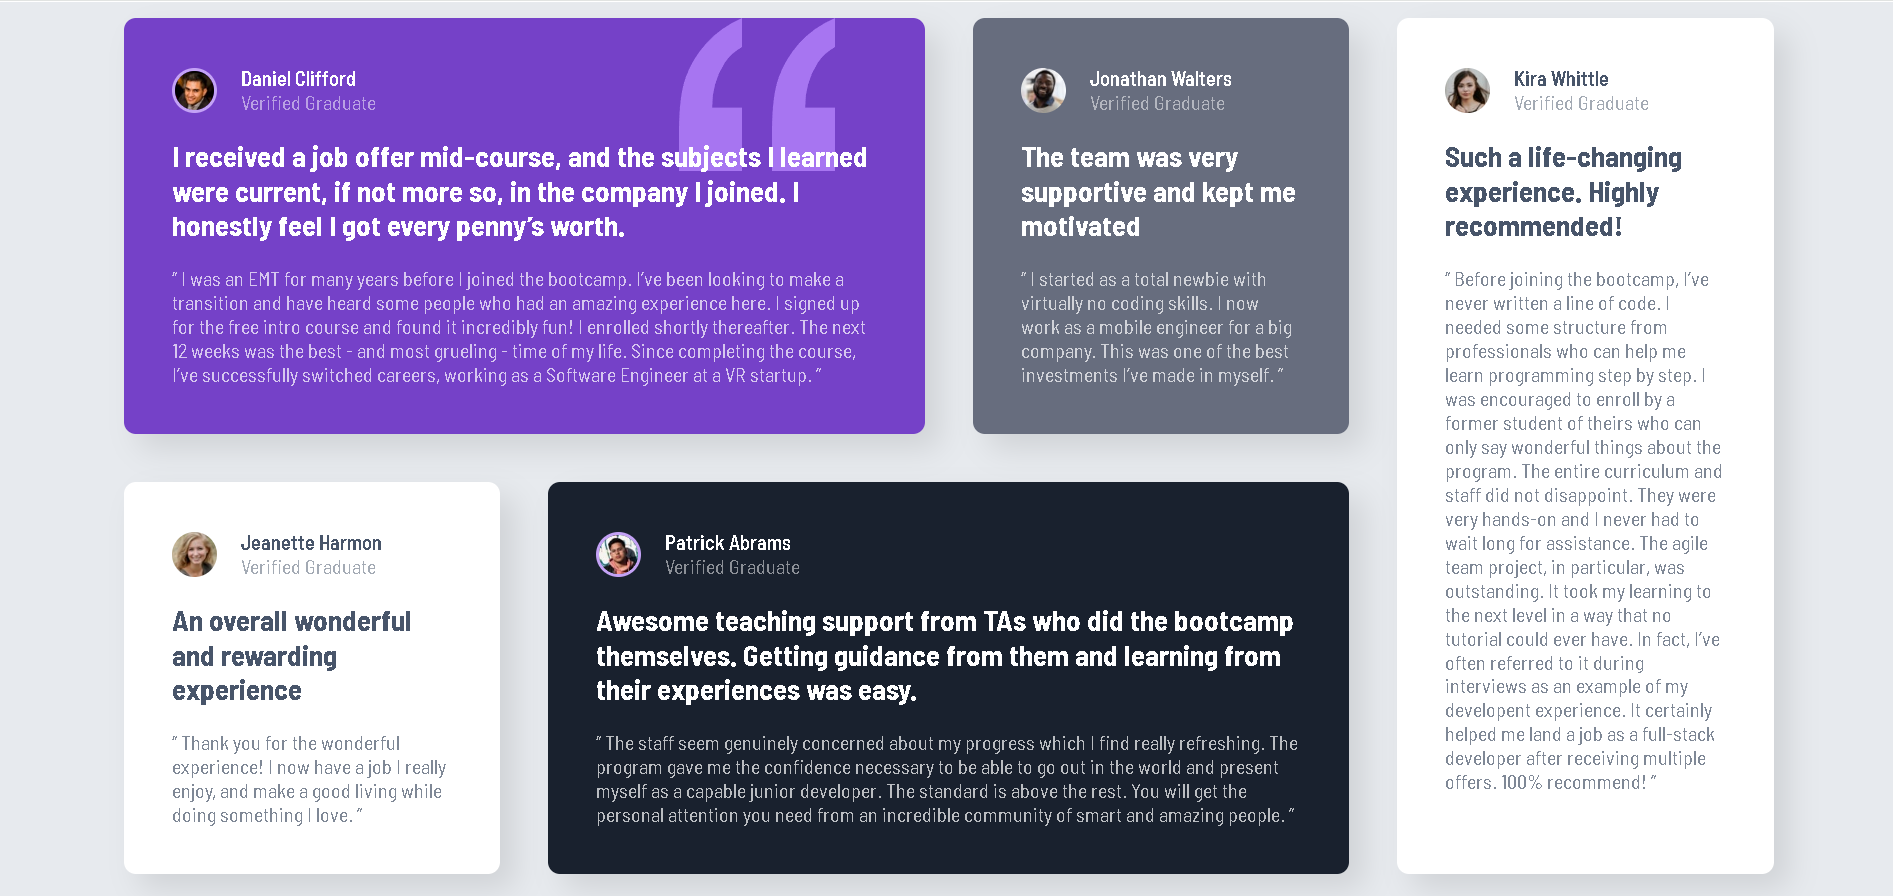 Daniel Clifford
Verified Graduate
I received a job offer mid-course, and the subjects I learned
were current, if not more so, in the company I joined. I
honestly feel I got every penny’s worth.
“ I was an EMT for many years before I joined the bootcamp. I’ve been looking to make a
transition and have heard some people who had an amazing experience here. I signed up
for the free intro course and found it incredibly fun! I enrolled shortly thereafter. The next
12 weeks was the best - and most grueling - time of my life. Since completing the course,
I’ve successfully switched careers, working as a Software Engineer at a VR startup. ”
Jonathan Walters
Verified Graduate
The team was very
supportive and kept me
motivated
“ I started as a total newbie with
virtually no coding skills. I now
work as a mobile engineer for a big
company. This was one of the best
investments I’ve made in myself. ”
Kira Whittle
Verified Graduate
Such a life-changing
experience. Highly
recommended!
“ Before joining the bootcamp, I’ve
never written a line of code. I
needed some structure from
professionals who can help me
learn programming step by step. I
was encouraged to enroll by a
former student of theirs who can
only say wonderful things about the
program. The entire curriculum and
staff did not disappoint. They were
very hands-on and I never had to
wait long for assistance. The agile
team project, in particular, was
outstanding. It took my learning to
the next level in a way that no
tutorial could ever have. In fact, I’ve
often referred to it during
interviews as an example of my
developent experience. It certainly
helped me land a job as a full-stack
developer after receiving multiple
offers. 100% recommend! ”
Jeanette Harmon
Verified Graduate
An overall wonderful
and rewarding
experience
“ Thank you for the wonderful
experience! I now have a job I really
enjoy, and make a good living while
doing something I love. ”
Patrick Abrams
Verified Graduate
Awesome teaching support from TAs who did the bootcamp
themselves. Getting guidance from them and learning from
their experiences was easy.
“ The staff seem genuinely concerned about my progress which I find really refreshing. The
program gave me the confidence necessary to be able to go out in the world and present
myself as a capable junior developer. The standard is above the rest. You will get the
personal attention you need from an incredible community of smart and amazing people. ”